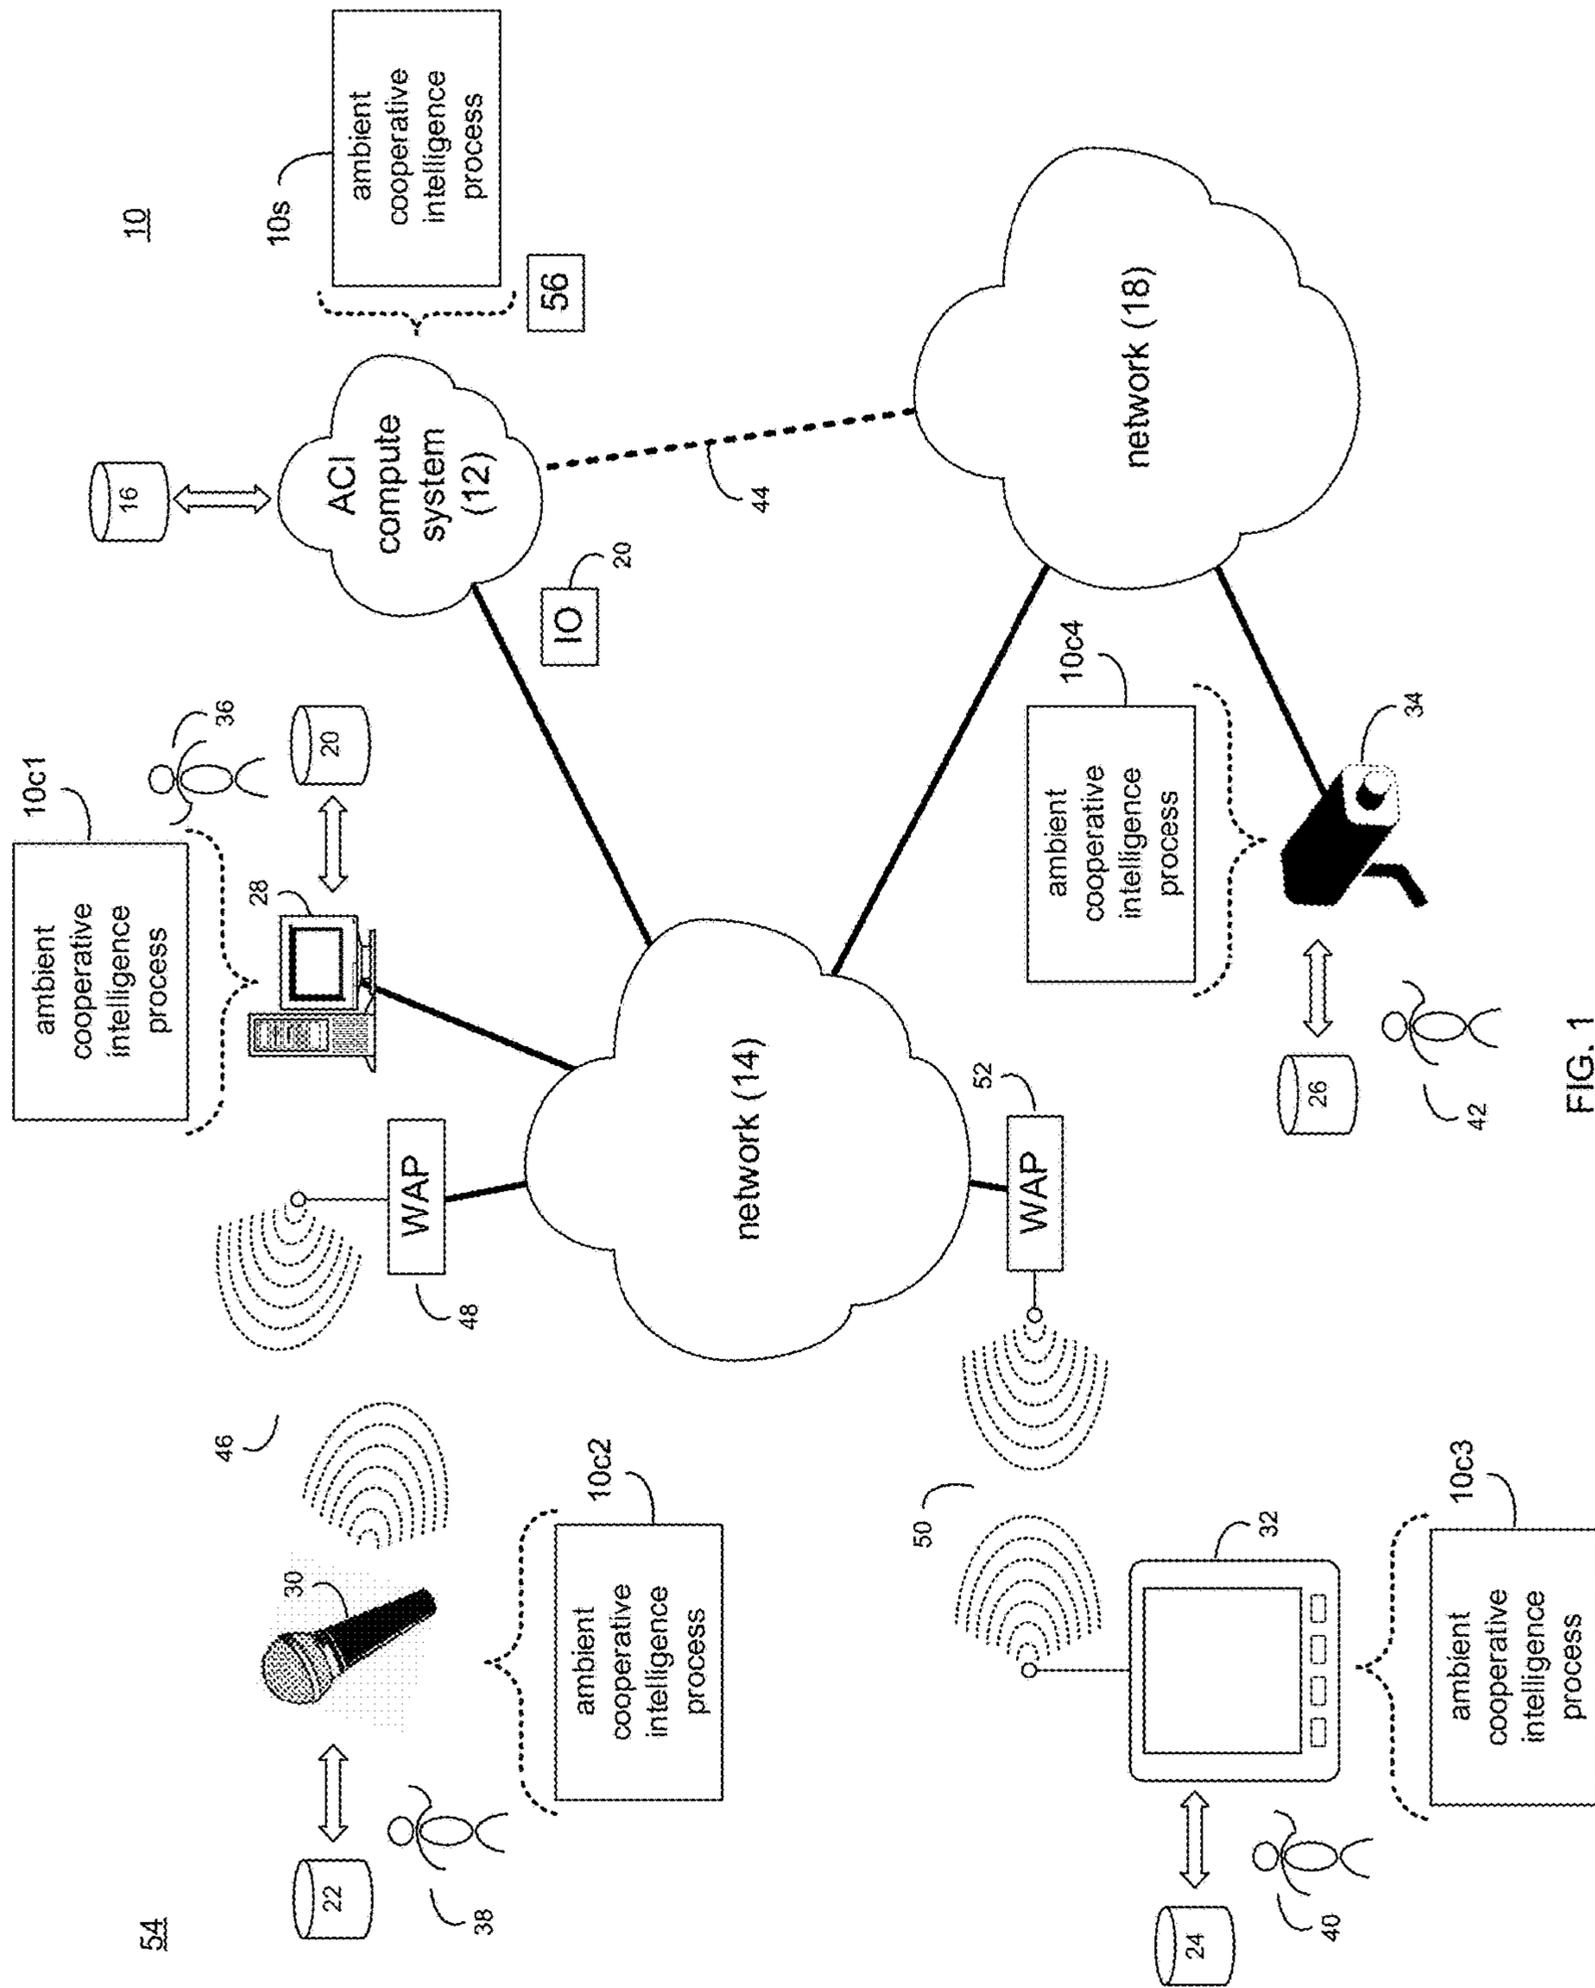 54
10
22
38
30
46
ambient
cooperative
intelligence
process
10c2
48
WAP
ambient
cooperative
intelligence
process
10c1
28
36
20
16
ACI
compute
system
(12)
10s
ambient
cooperative
intelligence
process
56
IO
20
44
network (14)
network (18)
24
40
50
32
ambient
cooperative
intelligence
process
10c3
52
WAP
ambient
cooperative
intelligence
process
10c4
34
26
42
FIG. 1